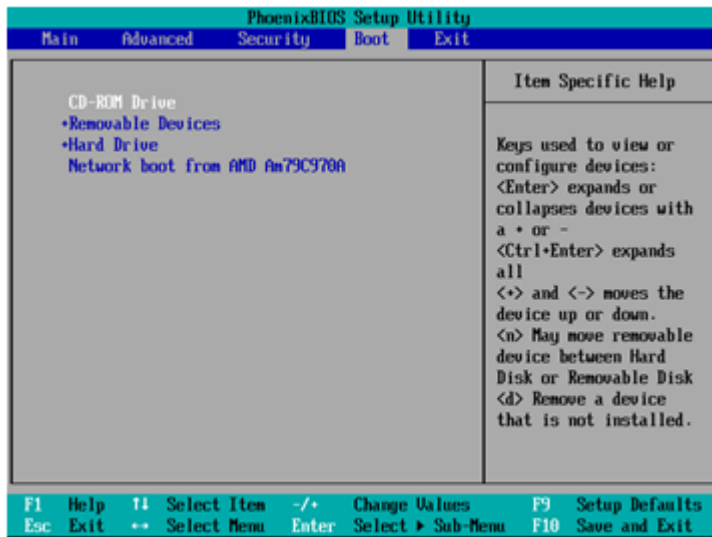 PhoenixBIOS Setup Utility
Main Advanced Security Boot Exit
CD-ROM Drive
+Removable Devices
+Hard Drive
Network boot from AMD Am79C970A
Item Specific Help
Keys used to view or
configure devices:
<Enter> expands or
collapses devices with
a + or -
<Ctrl+Enter> expands
all
<+> and <-> moves the
device up or down.
<n> May move removable
device between Hard
Disk or Removable Disk
<d> Remove a device
that is not installed.
F1 Help ↑↓ Select Item -/+ Change Values F9 Setup Defaults
Esc Exit ↔ Select Menu Enter Select ▶ Sub-Menu F10 Save and Exit